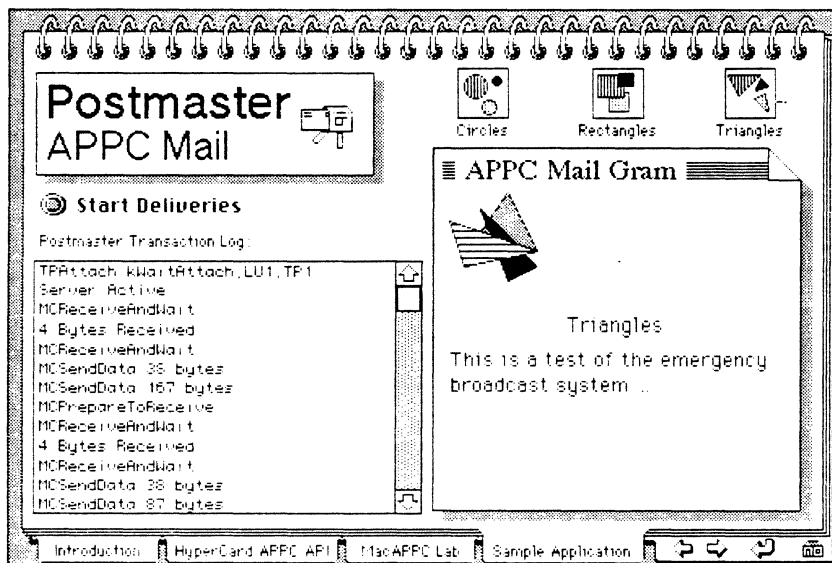 Postmaster
APPC Mail
Circles
Rectangles
Triangles
APPC Mail Gram
Start Deliveries
Postmaster Transaction Log:
TPAttach kWaitAttach,LU1,TP1
Server Active
MCReceiveAndWait
4 Bytes Received
MCReceiveAndWait
MCSendData 38 bytes
MCSendData 167 bytes
MCPrepareToReceive
MCReceiveAndWait
4 Bytes Received
MCReceiveAndWait
MCSendData 38 bytes
MCSendData 87 bytes
Triangles
This is a test of the emergency
broadcast system ..
Introduction
HyperCard APPC API
MacAPPC Lab
Sample Application